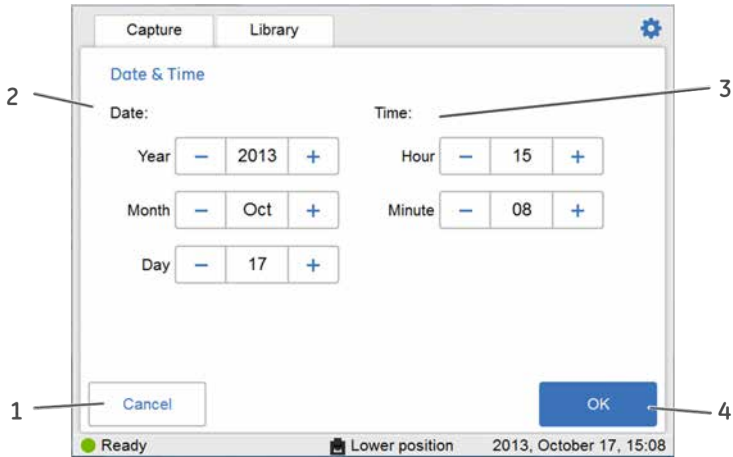 Capture Library
Date & Time
2
3
Date: Time:
Year − 2013 + Hour − 15 +
Month − Oct + Minute − 08 +
Day − 17 +
1 Cancel OK 4
Ready Lower position 2013, October 17, 15:08